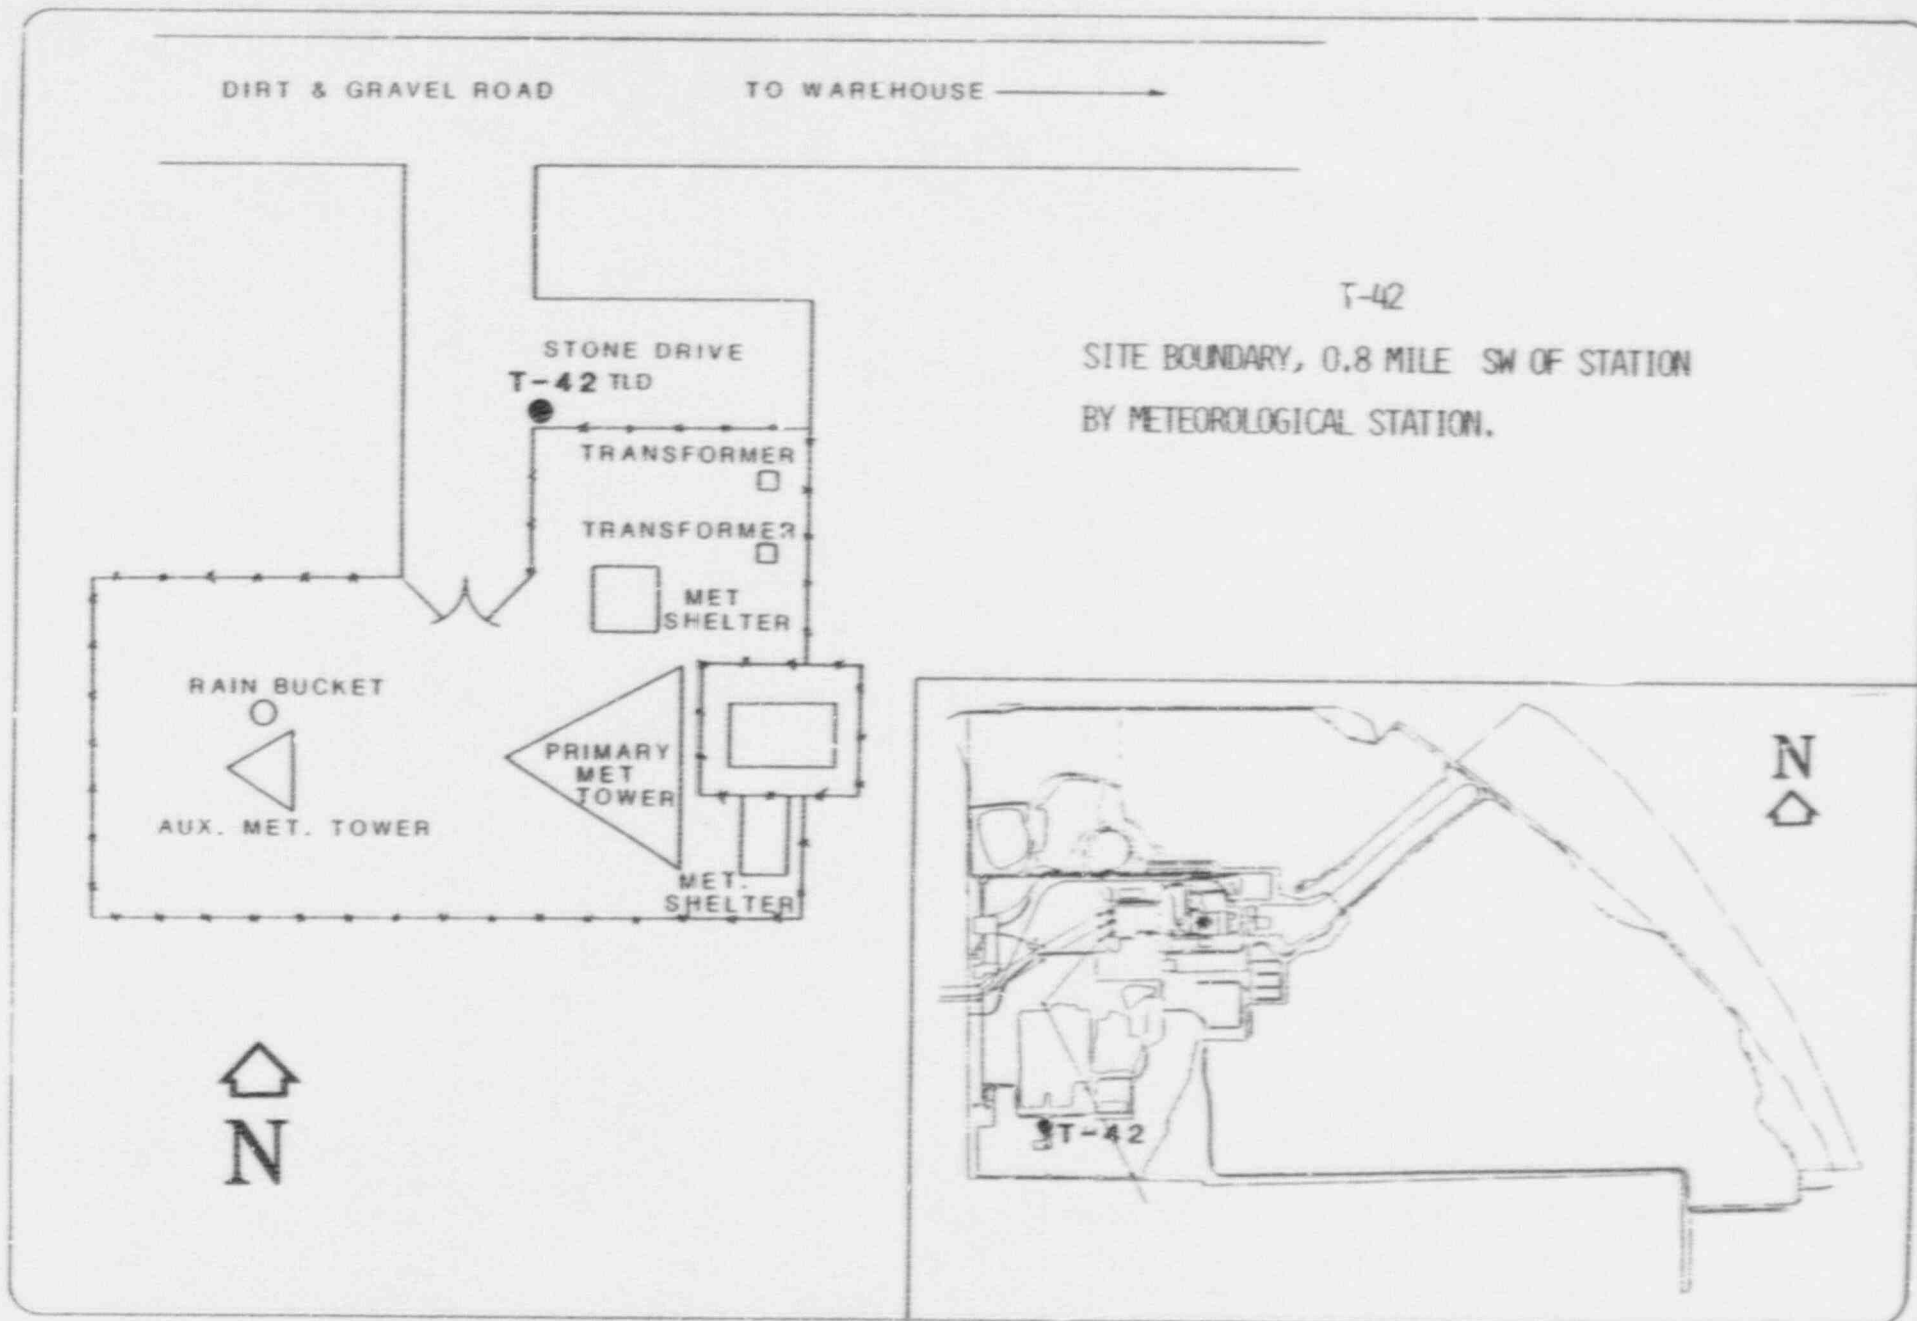 DIRT & GRAVEL ROAD
TO WAREHOUSE
T-42
SITE BOUNDARY, 0.8 MILE SW OF STATION
BY METEOROLOGICAL STATION.
STONE DRIVE
T-42 TLD
TRANSFORMER
TRANSFORMER
MET
SHELTER
RAIN BUCKET
PRIMARY
MET
TOWER
AUX. MET. TOWER
MET.
SHELTER
N
N
T-42